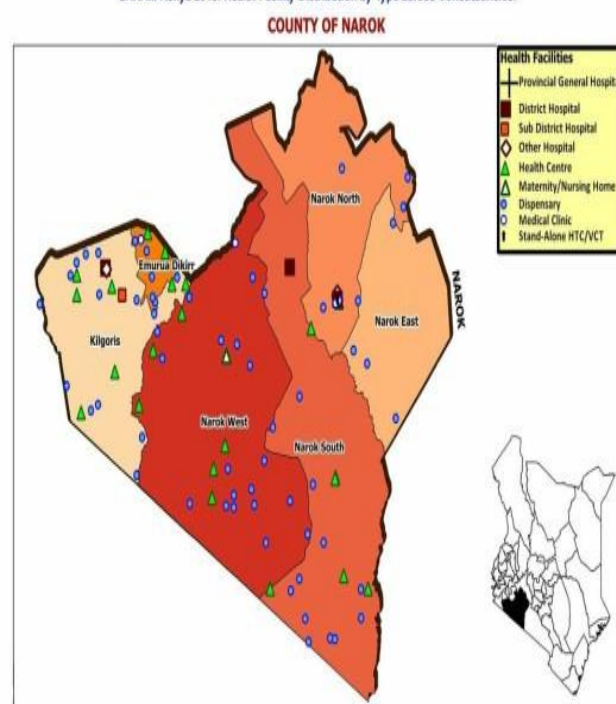 COUNTY OF NAROK
Health Facilities
Provincial General Hospit
District Hospital
Sub District Hospital
Other Hospital
Health Centre
Maternity/Nursing Home
Dispensary
Medical Clinic
Stand-Alone HTC/VCT
Narok North
Emurua Dikirr
NAROK
Narok East
Kilgoris
Narok West
Narok South